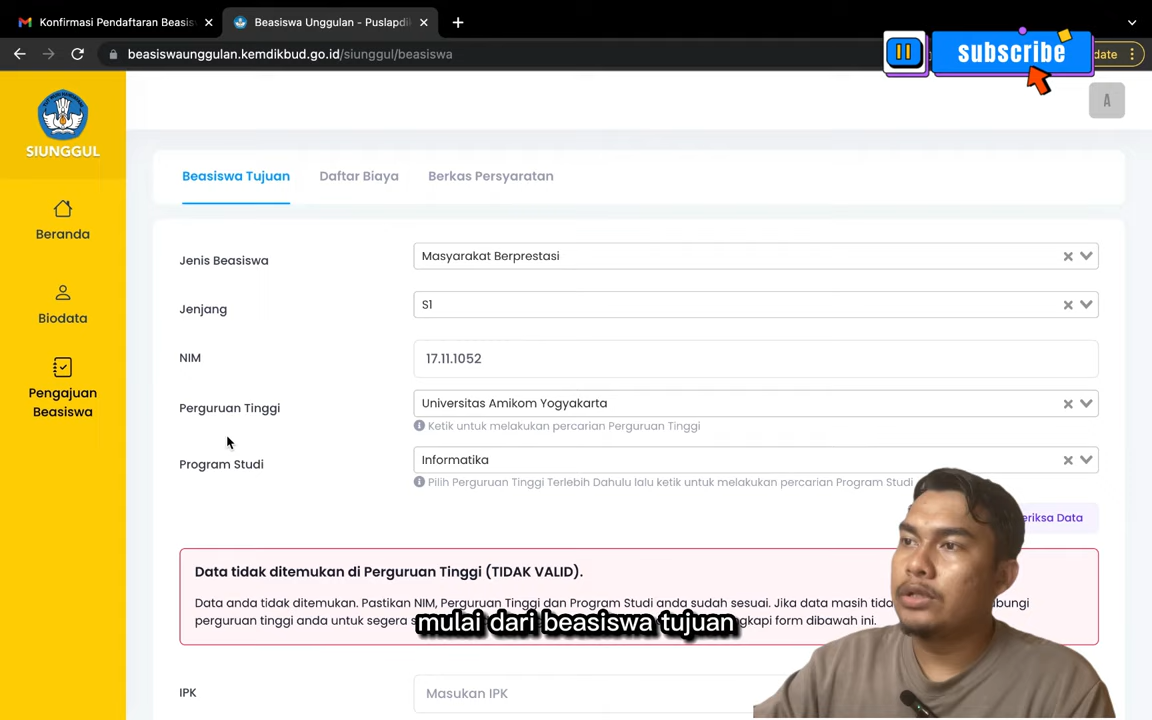 Konfirmasi Pendaftaran Beasis
Beasiswa Unggulan - Puslapdik
beasiswaunggulan.kemdikbud.go.id/siunggul/beasiswa
subscribe
date
A
SIUNGGUL
Beranda
Biodata
Pengajuan
Beasiswa
Beasiswa Tujuan
Daftar Biaya
Berkas Persyaratan
Jenis Beasiswa
Masyarakat Berprestasi
Jenjang
S1
NIM
17.11.1052
Perguruan Tinggi
Universitas Amikom Yogyakarta
Ketik untuk melakukan percarian Perguruan Tinggi
Program Studi
Informatika
Pilih Perguruan Tinggi Terlebih Dahulu lalu ketik untuk melakukan percarian Program Studi
eriksa Data
Data tidak ditemukan di Perguruan Tinggi (TIDAK VALID).
Data anda tidak ditemukan. Pastikan NIM, Perguruan Tinggi dan Program Studi anda sudah sesuai. Jika data masih tida ubungi
perguruan tinggi anda untuk segera gkapi form dibawah ini.
mulai dari beasiswa tujuan
IPK
Masukan IPK